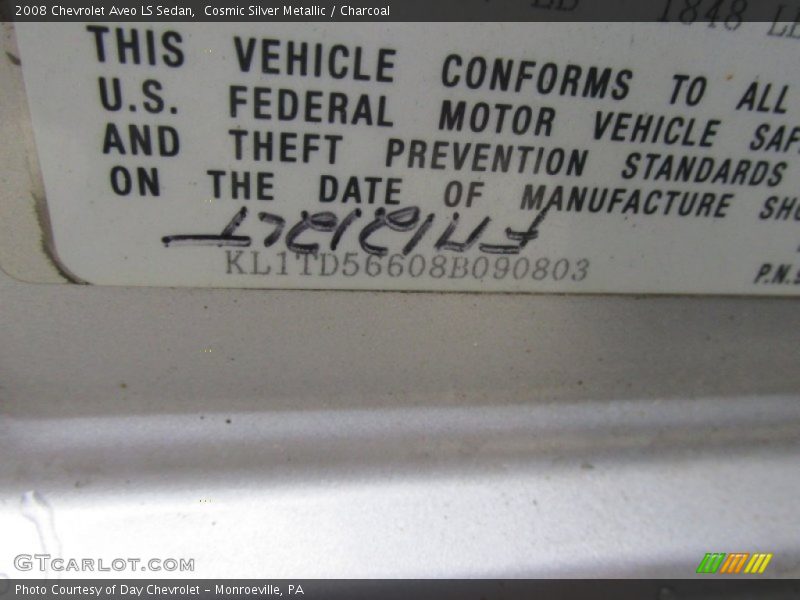 2008 Chevrolet Aveo LS Sedan, Cosmic Silver Metallic / Charcoal
1848
THIS VEHICLE CONFORMS TO ALL
U.S. FEDERAL MOTOR VEHICLE SAF
AND THEFT PREVENTION STANDARDS
ON THE DATE OF MANUFACTURE SHO
KL1TD56608B090803
P.N.
GTCARLOT.COM
Photo Courtesy of Day Chevrolet - Monroeville, PA